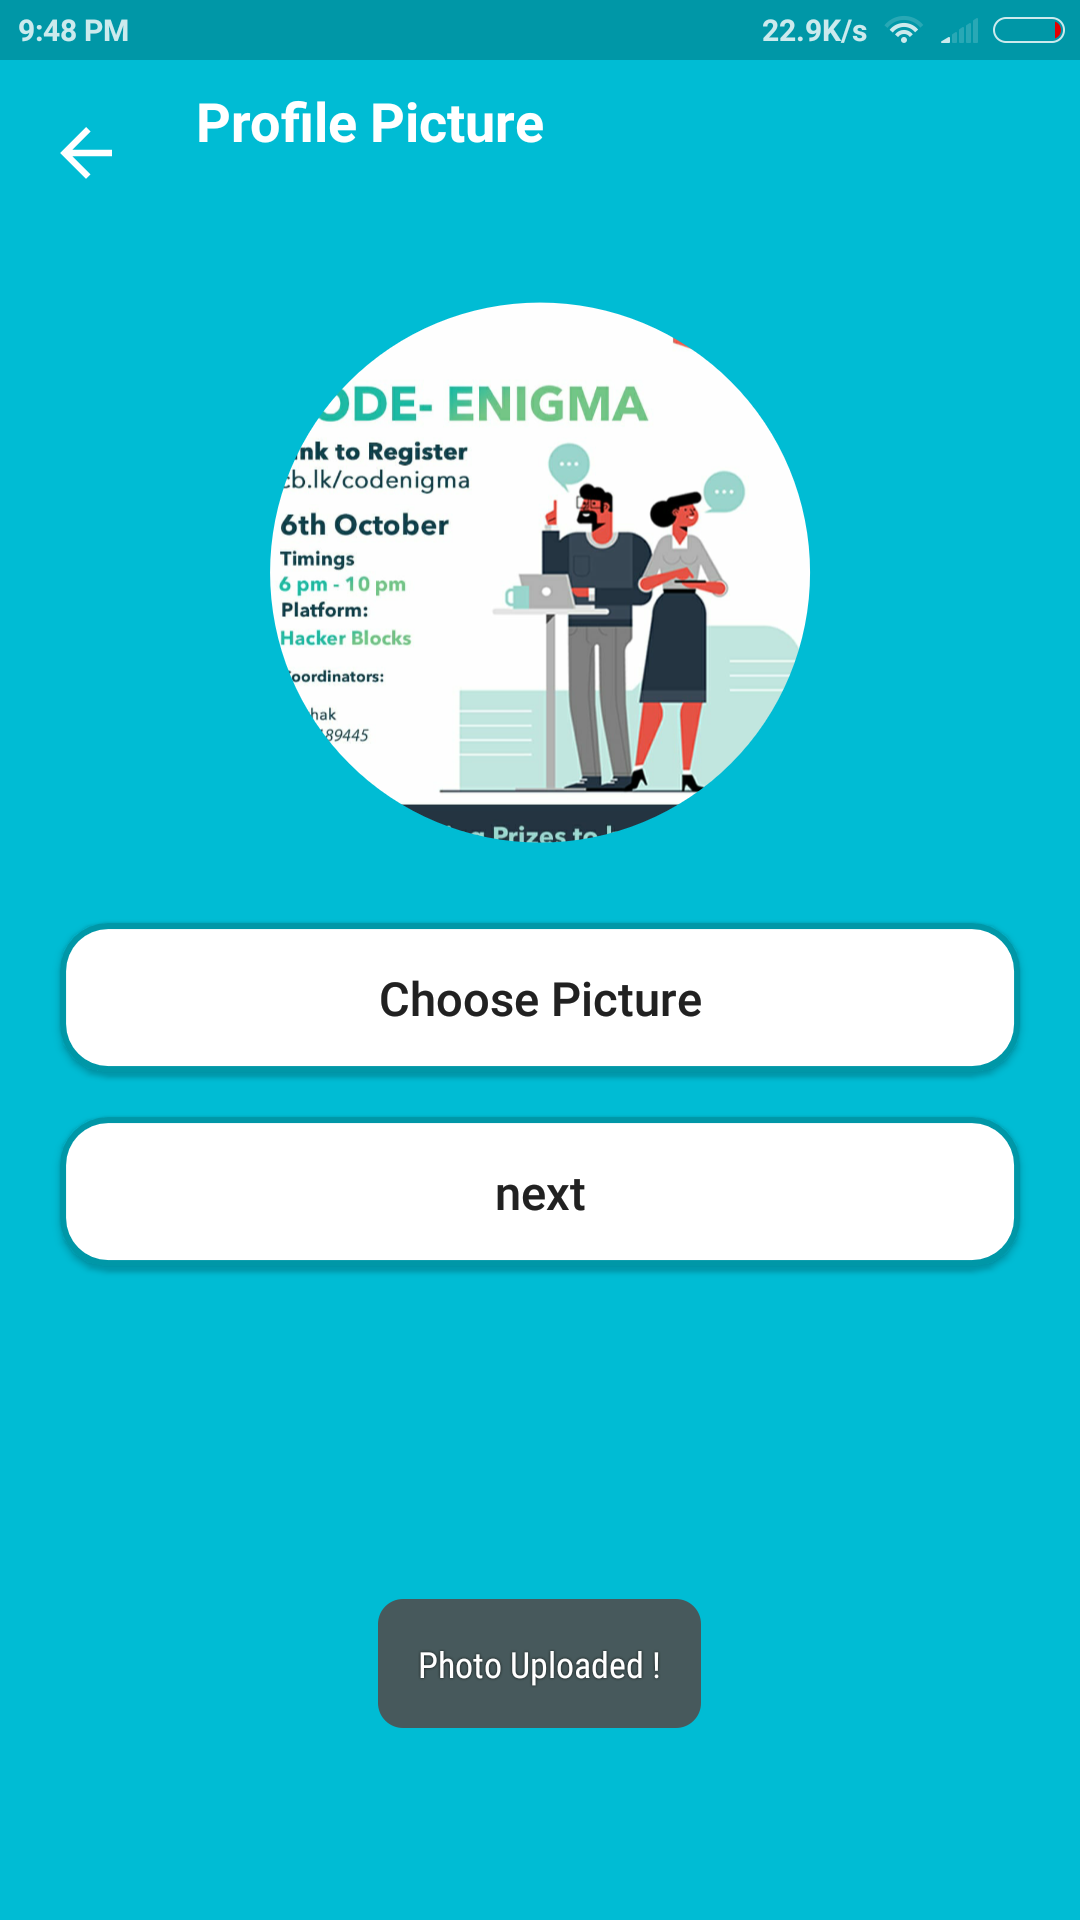 9:48 PM 22.9K/s
Profile Picture
ODE- ENIGMA
nk to Register
cb.lk/codenigma
6th October
Timings
6 pm - 10 pm
Platform:
Hacker Blocks
oordinators:
hak
189445
Prizes to
Choose Picture
next
Photo Uploaded !